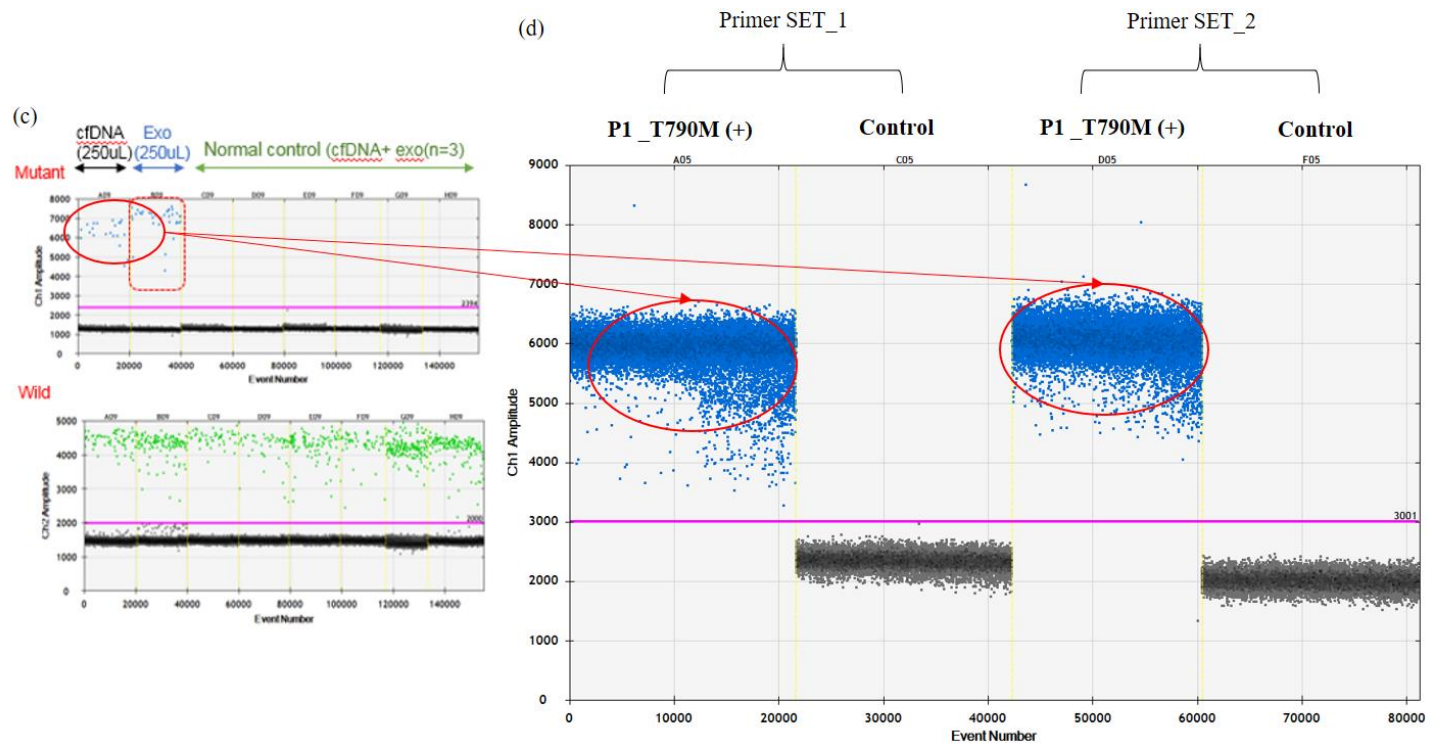 (c)
cfDNA Exo
(250uL) (250uL) Normal control (cfDNA+ exo(n=3)
Mutant
A09 B09 C09 D09 E09 F09 G09 H09
Ch1 Amplitude
8000
7000
6000
5000
4000
3000
2394
2000
1000
0
0 20000 40000 60000 80000 100000 120000 140000
Event Number
Wild
A09 B09 C09 D09 E09 F09 G09 H09
Ch2 Amplitude
5000
4000
3000
2000
2000
1000
0
0 20000 40000 60000 80000 100000 120000 140000
Event Number
(d)
Primer SET_1 Primer SET_2
P1 _T790M (+) Control P1 _T790M (+) Control
A05 C05 D05 F05
Ch1 Amplitude
9000
8000
7000
6000
5000
4000
3000
3001
2000
1000
0
0 10000 20000 30000 40000 50000 60000 70000 80000
Event Number